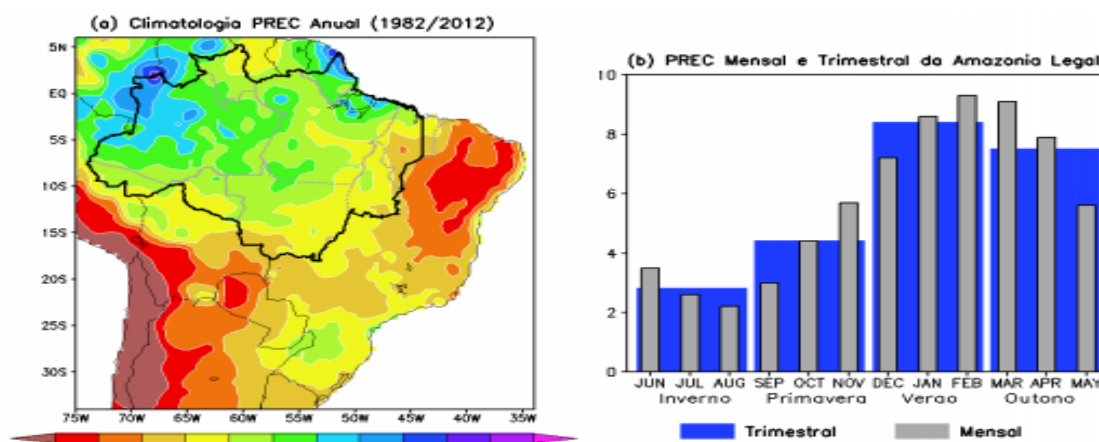 (a) Climatologia PREC Anual (1982/2012)
5N
EQ
5S
10S
15S
20S
25S
30S
75W 70W 65W 60W 55W 50W 45W 40W 35W
(b) PREC Mensal e Trimestral da Amazonia Legal
10
8
6
4
2
0
JUN JUL AUG SEP OCT NOV DEC JAN FEB MAR APR MAY
Inverno Primavera Verao Outono
Trimestral Mensal